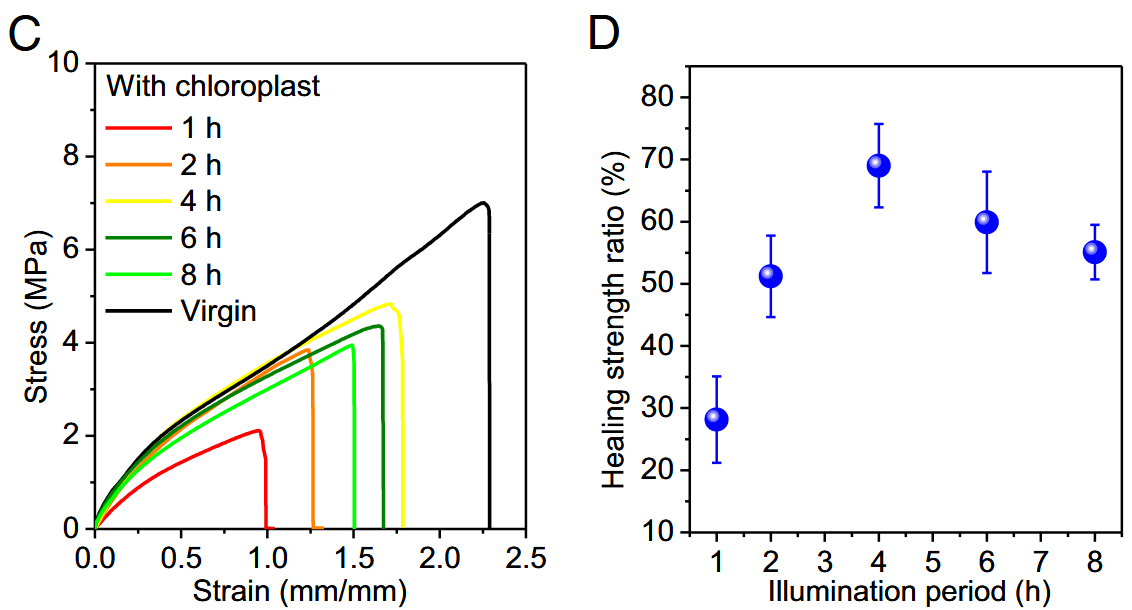 C
10
8
6
4
2
0
Stress (MPa)
With chloroplast
1 h
2 h
4 h
6 h
8 h
Virgin
0.0 0.5 1.0 1.5 2.0 2.5
Strain (mm/mm)
D
80
70
60
50
40
30
20
10
Healing strength ratio (%)
1 2 3 4 5 6 7 8
Illumination period (h)